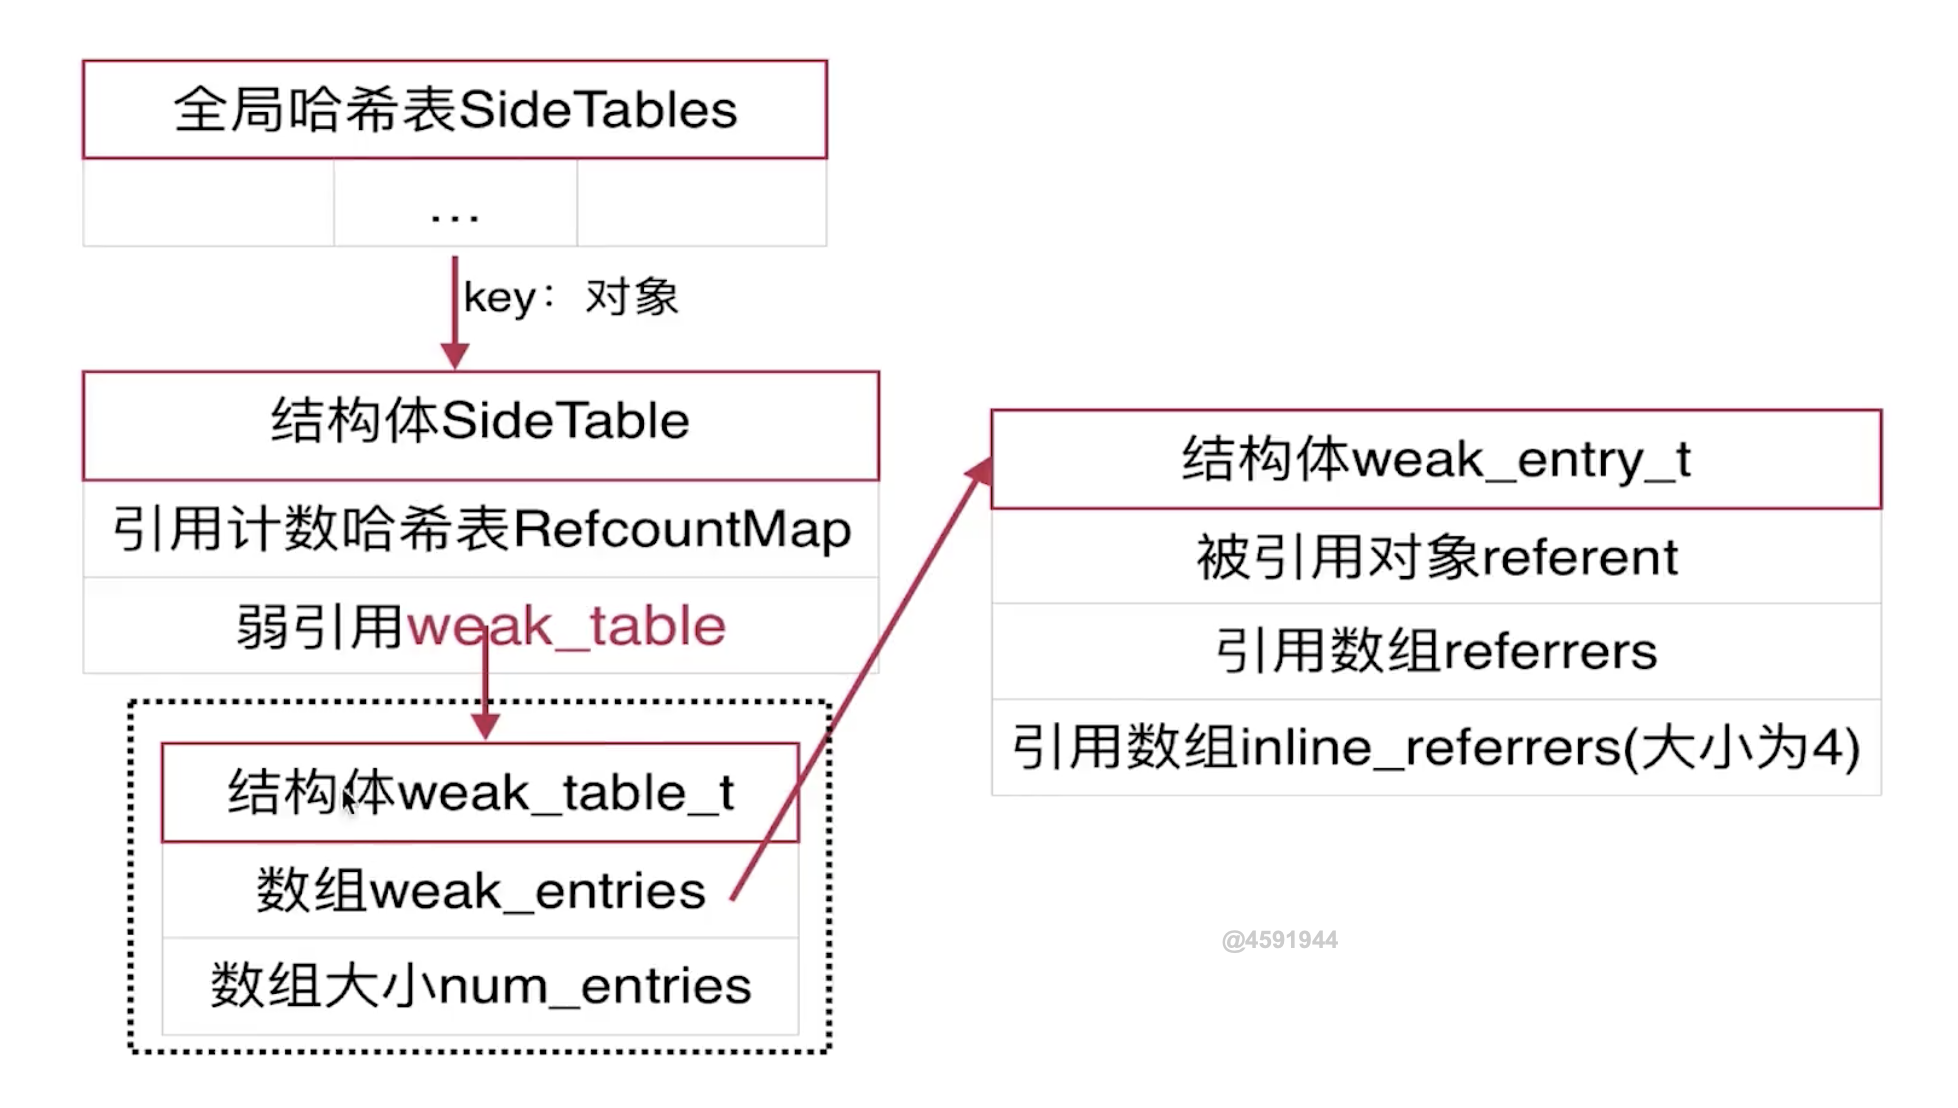 全局哈希表SideTables
...
key：对象
结构体SideTable
引用计数哈希表RefcountMap
弱引用weak_table
结构体weak_table_t
数组weak_entries
数组大小num_entries
结构体weak_entry_t
被引用对象referent
引用数组referrers
引用数组inline_referrers(大小为4)
@4591944